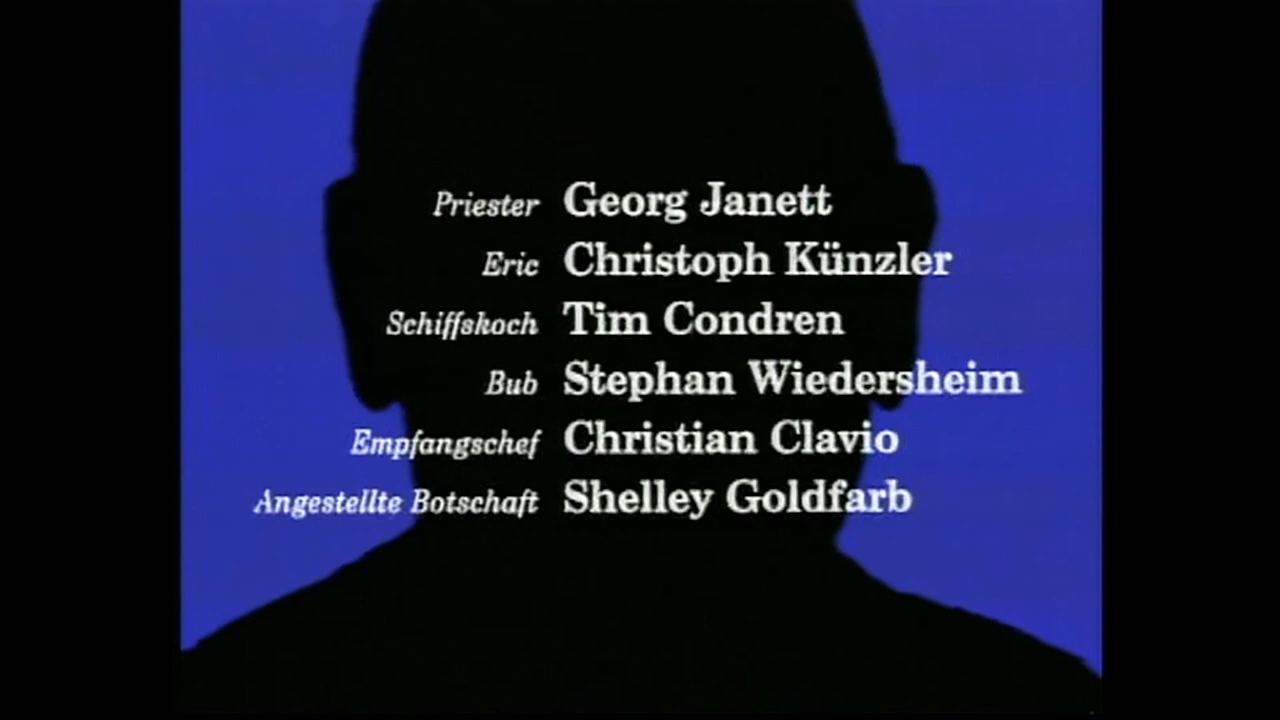 Priester Georg Janett
Eric Christoph Künzler
Schiffskoch Tim Condren
Bub Stephan Wiedersheim
Empfangschef Christian Clavio
Angestellte Botschaft Shelley Goldfarb